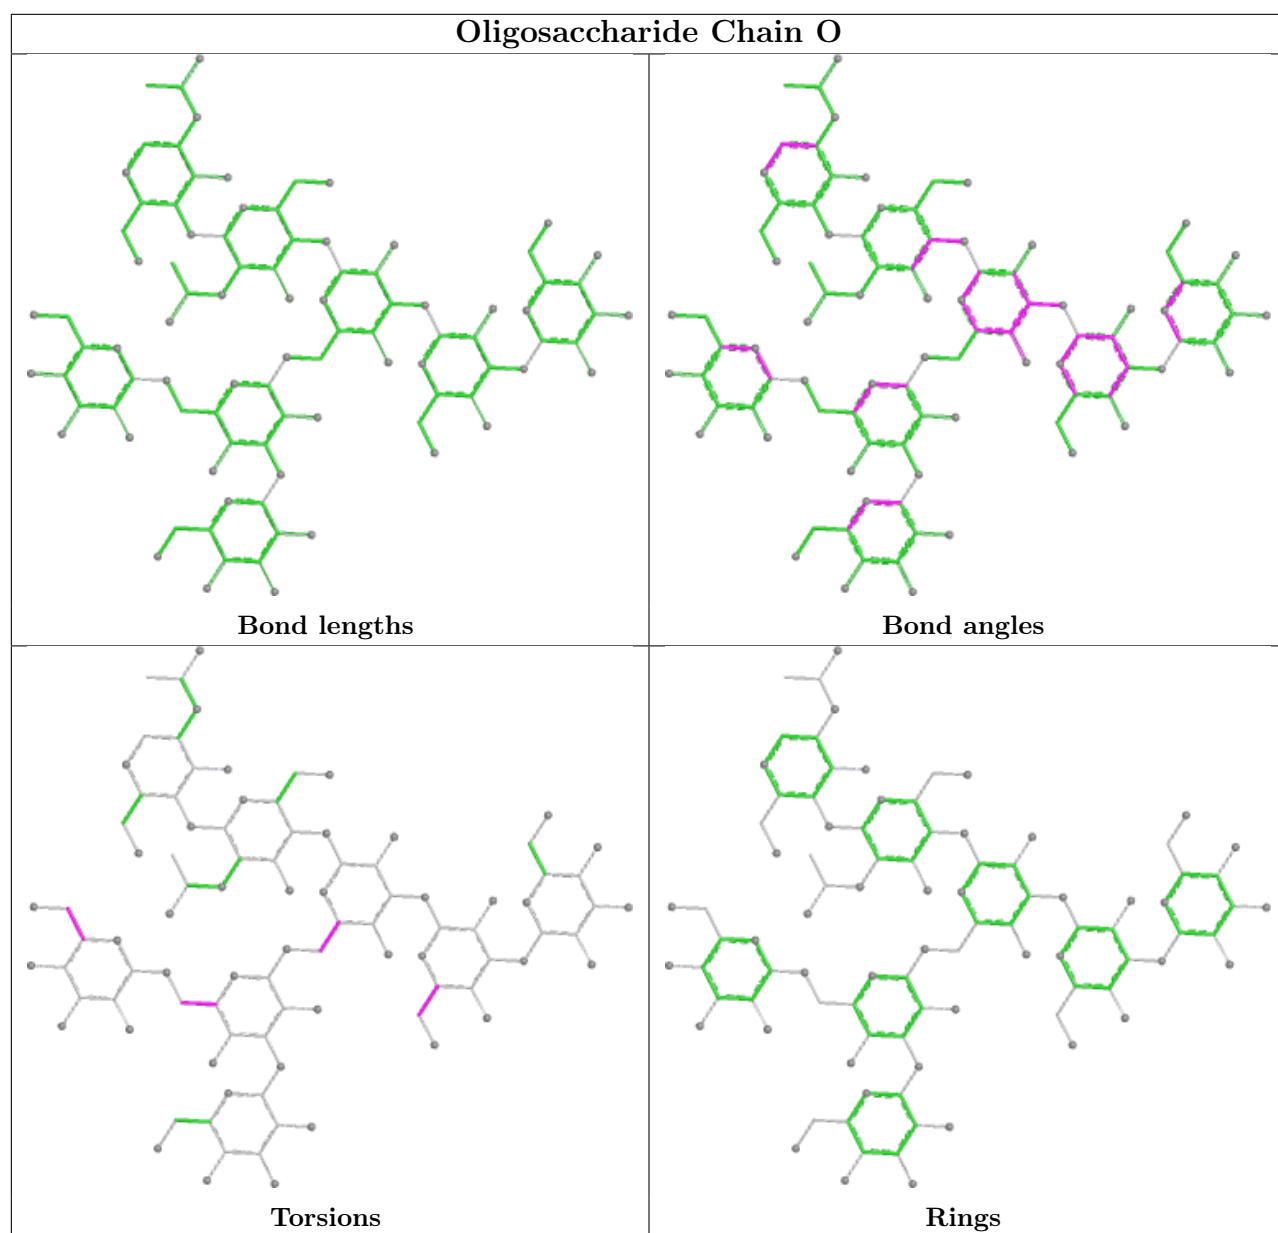 Oligosaccharide Chain O
Bond lengths
Bond angles
Torsions
Rings